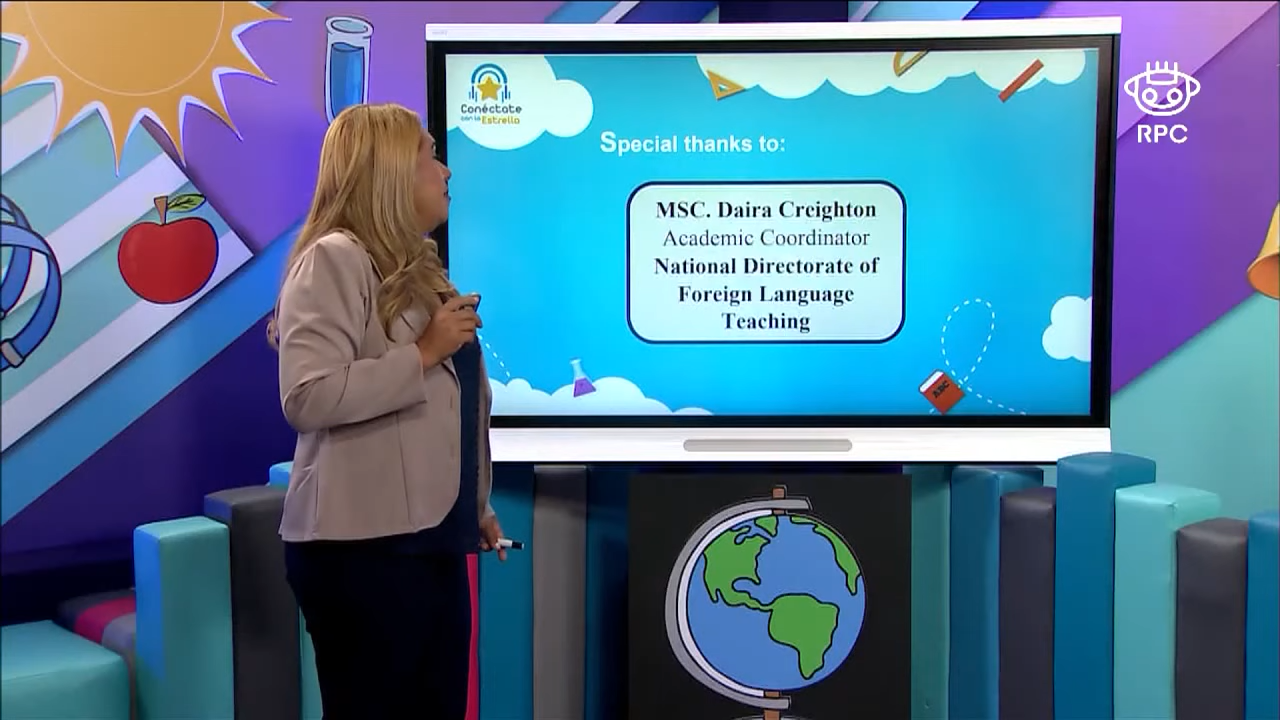 Conéctate
con la Estrella
Special thanks to:
MSC. Daira Creighton
Academic Coordinator
National Directorate of
Foreign Language
Teaching
ABC
RPC